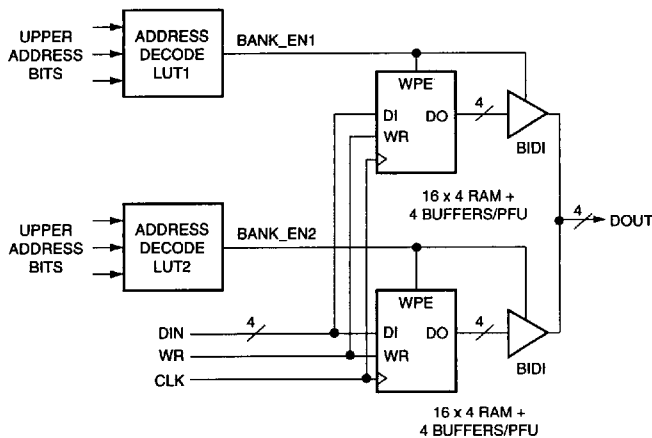 UPPER
ADDRESS
BITS
ADDRESS
DECODE
LUT1
BANK_EN1
WPE
DI
DO
WR
4
BIDI
16 x 4 RAM +
4 BUFFERS/PFU
4
DOUT
UPPER
ADDRESS
BITS
ADDRESS
DECODE
LUT2
BANK_EN2
WPE
DI
DO
WR
4
BIDI
DIN
4
WR
CLK
16 x 4 RAM +
4 BUFFERS/PFU